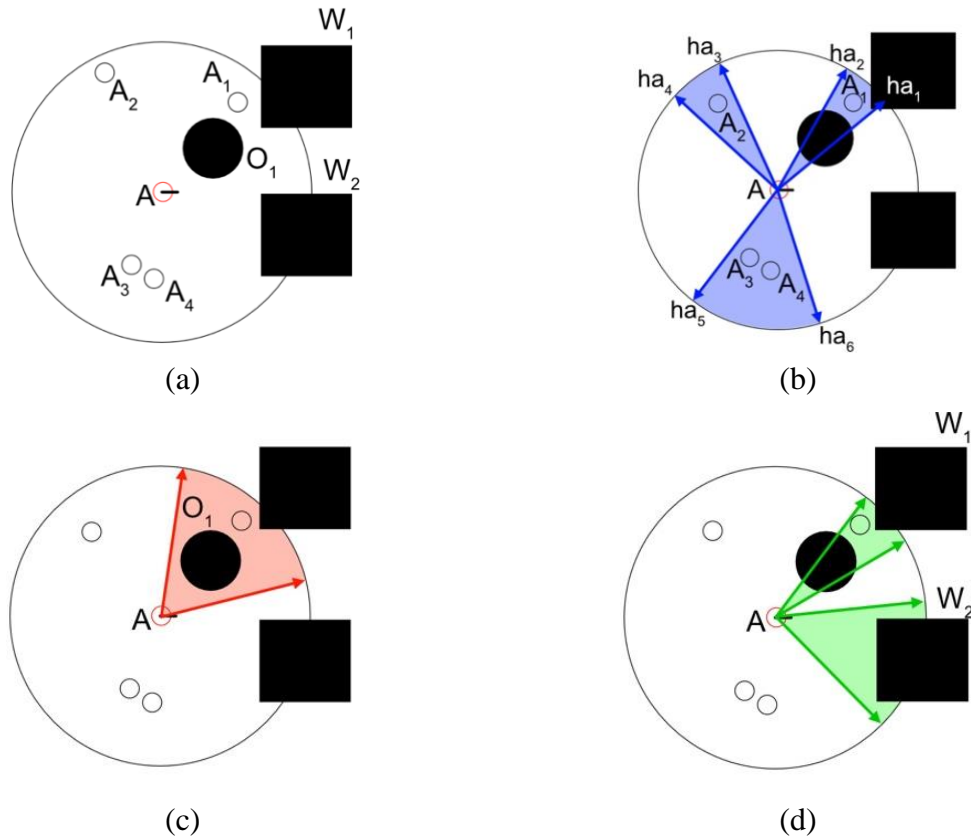 W₁
A₁
A₂
O₁
W₂
A
A₃
A₄
(a)
ha₃
ha₂
ha₄
A₁
ha₁
A₂
A
A₃
A₄
ha₅
ha₆
(b)
O₁
A
(c)
W₁
W₂
A
(d)